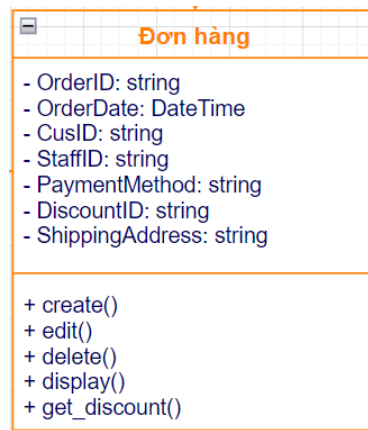 Đơn hàng
- OrderID: string
- OrderDate: DateTime
- CusID: string
- StaffID: string
- PaymentMethod: string
- DiscountID: string
- ShippingAddress: string
+ create()
+ edit()
+ delete()
+ display()
+ get_discount()